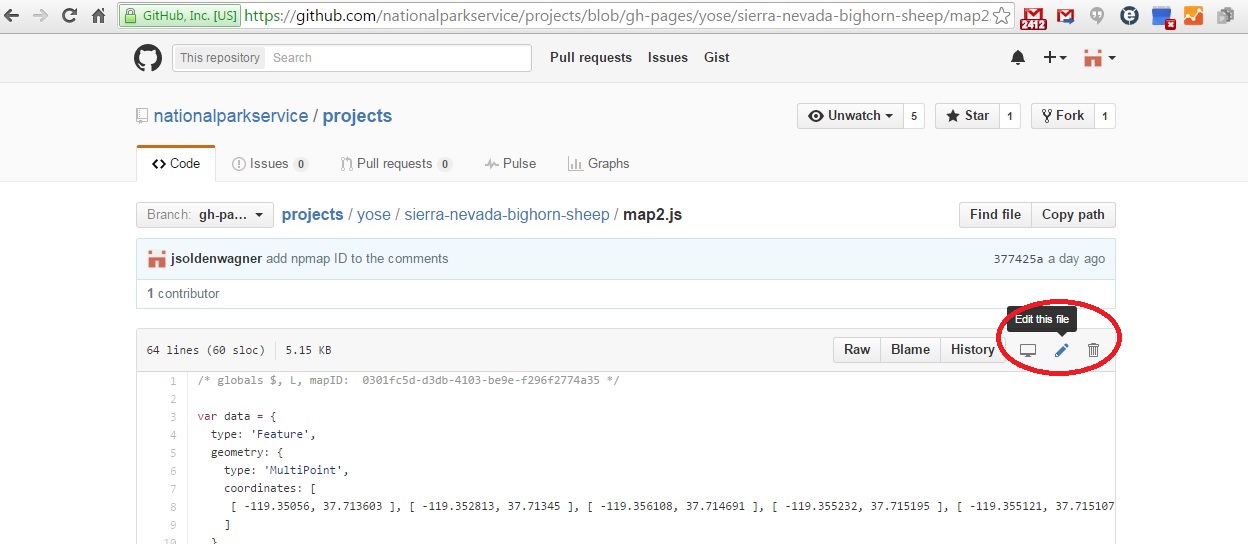 GitHub, Inc. [US] https://github.com/nationalparkservice/projects/blob/gh-pages/yose/sierra-nevada-bighorn-sheep/map2.
2412
This repository Search Pull requests Issues Gist
nationalparkservice / projects Unwatch 5 Star 1 Fork 1
Code Issues 0 Pull requests 0 Pulse Graphs
Branch: gh-pa... projects / yose / sierra-nevada-bighorn-sheep / map2.js Find file Copy path
jsoldenwagner add npmap ID to the comments 377425a a day ago
1 contributor
Edit this file
64 lines (60 sloc) 5.15 KB Raw Blame History
1 /* globals $, L, mapID: 0301fc5d-d3db-4103-be9e-f296f2774a35 */
2
3 var data = {
4 type: 'Feature',
5 geometry: {
6 type: 'MultiPoint',
7 coordinates: [
8 [ -119.35056, 37.713603 ], [ -119.352813, 37.71345 ], [ -119.356108, 37.714691 ], [ -119.355232, 37.715195 ], [ -119.355121, 37.715107
9 ]
10 }